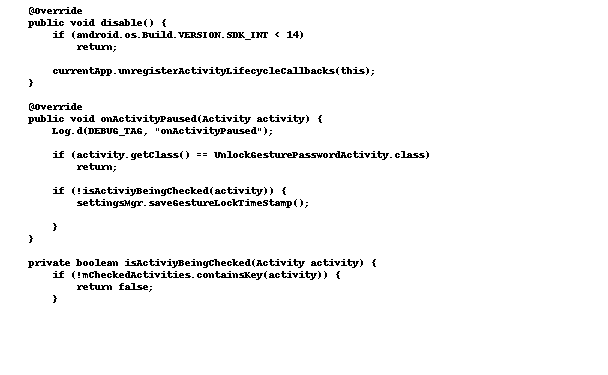 @Override
public void disable() {
if (android.os.Build.VERSION.SDK_INT < 14)
return;
currentApp.unregisterActivityLifecycleCallbacks(this);
}
@Override
public void onActivityPaused(Activity activity) {
Log.d(DEBUG_TAG, "onActivityPaused");
if (activity.getClass() == UnlockGesturePasswordActivity.class)
return;
if (!isActiviyBeingChecked(activity)) {
settingsMgr.saveGestureLockTimeStamp();
}
}
private boolean isActiviyBeingChecked(Activity activity) {
if (!mCheckedActivities.containsKey(activity)) {
return false;
}